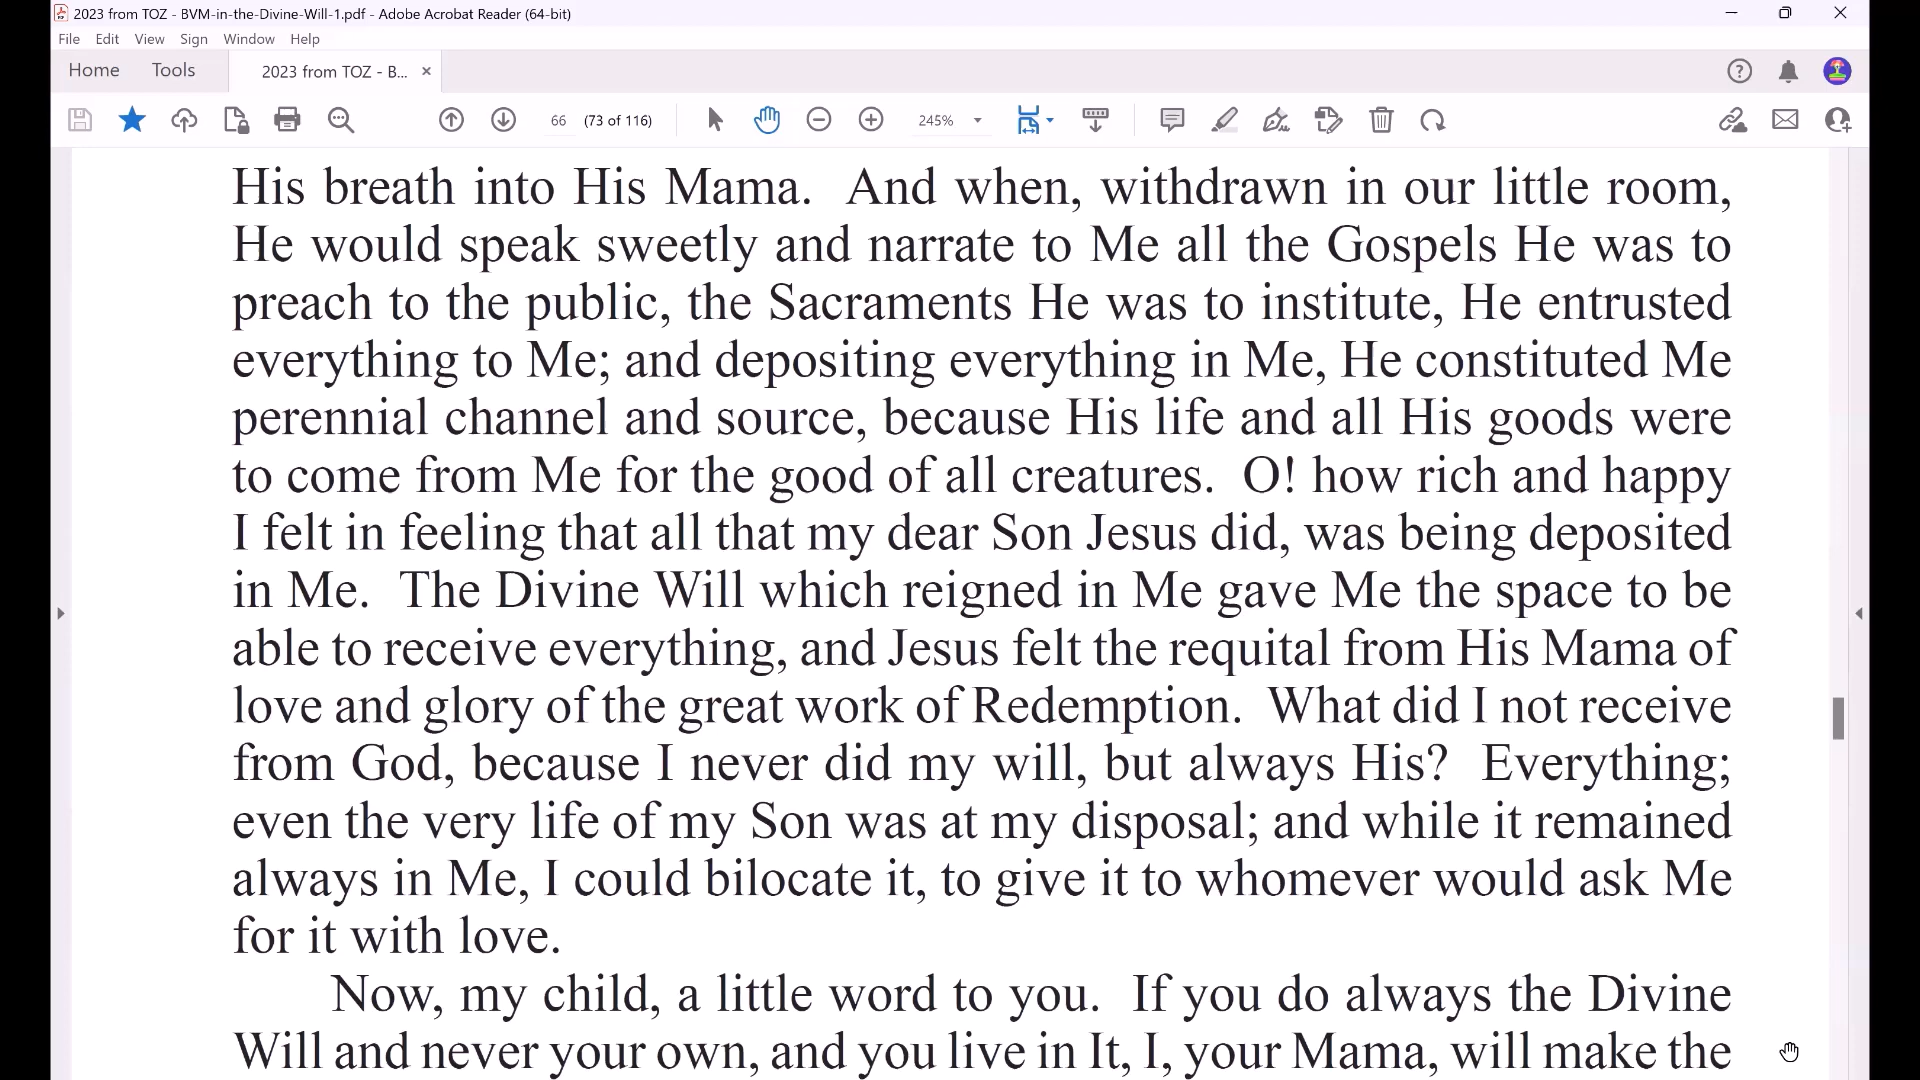 2023 from TOZ - BVM-in-the-Divine-Will-1.pdf - Adobe Acrobat Reader (64-bit)
File Edit View Sign Window Help
Home Tools 2023 from TOZ - B...
66 (73 of 116) 245%
His breath into His Mama. And when, withdrawn in our little room,
He would speak sweetly and narrate to Me all the Gospels He was to
preach to the public, the Sacraments He was to institute, He entrusted
everything to Me; and depositing everything in Me, He constituted Me
perennial channel and source, because His life and all His goods were
to come from Me for the good of all creatures. O! how rich and happy
I felt in feeling that all that my dear Son Jesus did, was being deposited
in Me. The Divine Will which reigned in Me gave Me the space to be
able to receive everything, and Jesus felt the requital from His Mama of
love and glory of the great work of Redemption. What did I not receive
from God, because I never did my will, but always His? Everything;
even the very life of my Son was at my disposal; and while it remained
always in Me, I could bilocate it, to give it to whomever would ask Me
for it with love.
Now, my child, a little word to you. If you do always the Divine
Will and never your own, and you live in It, I, your Mama, will make the